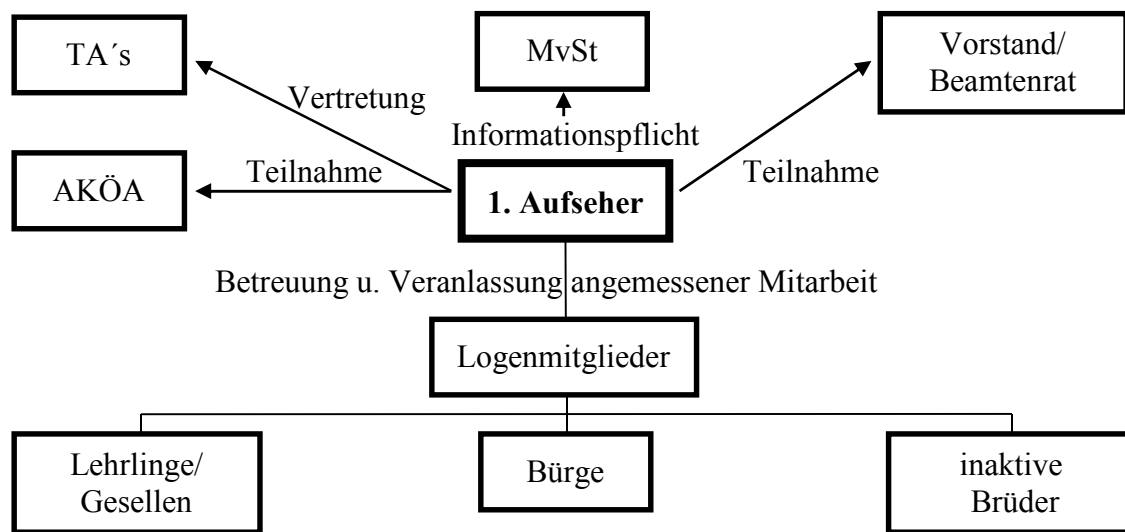 TA´s
MvSt
Vorstand/
Beamtenrat
Vertretung
Informationspflicht
AKÖA
Teilnahme
1. Aufseher
Teilnahme
Betreuung u. Veranlassung angemessener Mitarbeit
Logenmitglieder
Lehrlinge/
Gesellen
Bürge
inaktive
Brüder